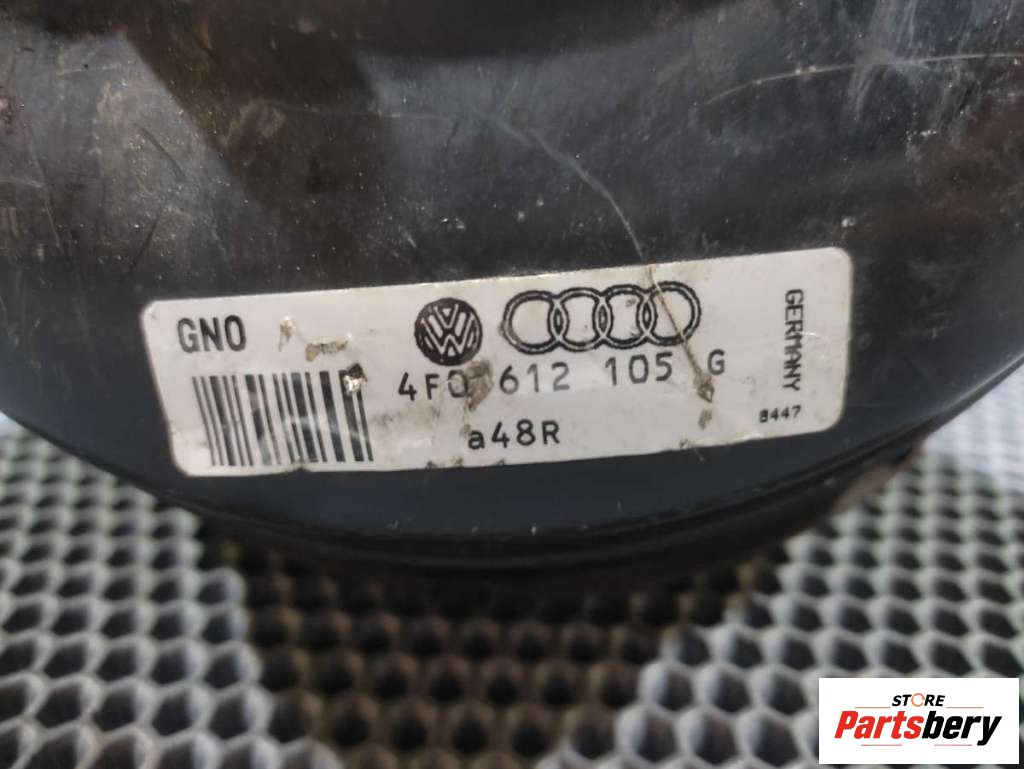 GNO
4F0 612 105 G
a48R
GERMANY
8447
STORE
Partsbery